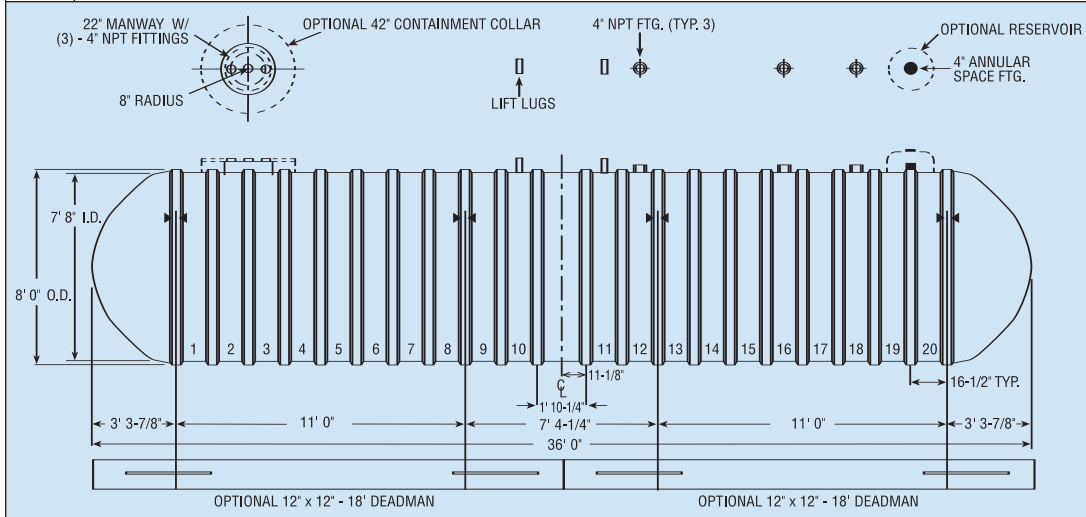 22" MANWAY W/
(3) - 4" NPT FITTINGS
OPTIONAL 42" CONTAINMENT COLLAR
4" NPT FTG. (TYP. 3)
OPTIONAL RESERVOIR
4" ANNULAR
SPACE FTG.
8" RADIUS
LIFT LUGS
7' 8" I.D.
8' 0" O.D.
1 2 3 4 5 6 7 8 9 10 11 12 13 14 15 16 17 18 19 20
11-1/8"
CL
16-1/2" TYP.
1' 10-1/4"
3' 3-7/8" 11' 0" 7' 4-1/4" 11' 0" 3' 3-7/8"
36' 0"
OPTIONAL 12" x 12" - 18' DEADMAN OPTIONAL 12" x 12" - 18' DEADMAN